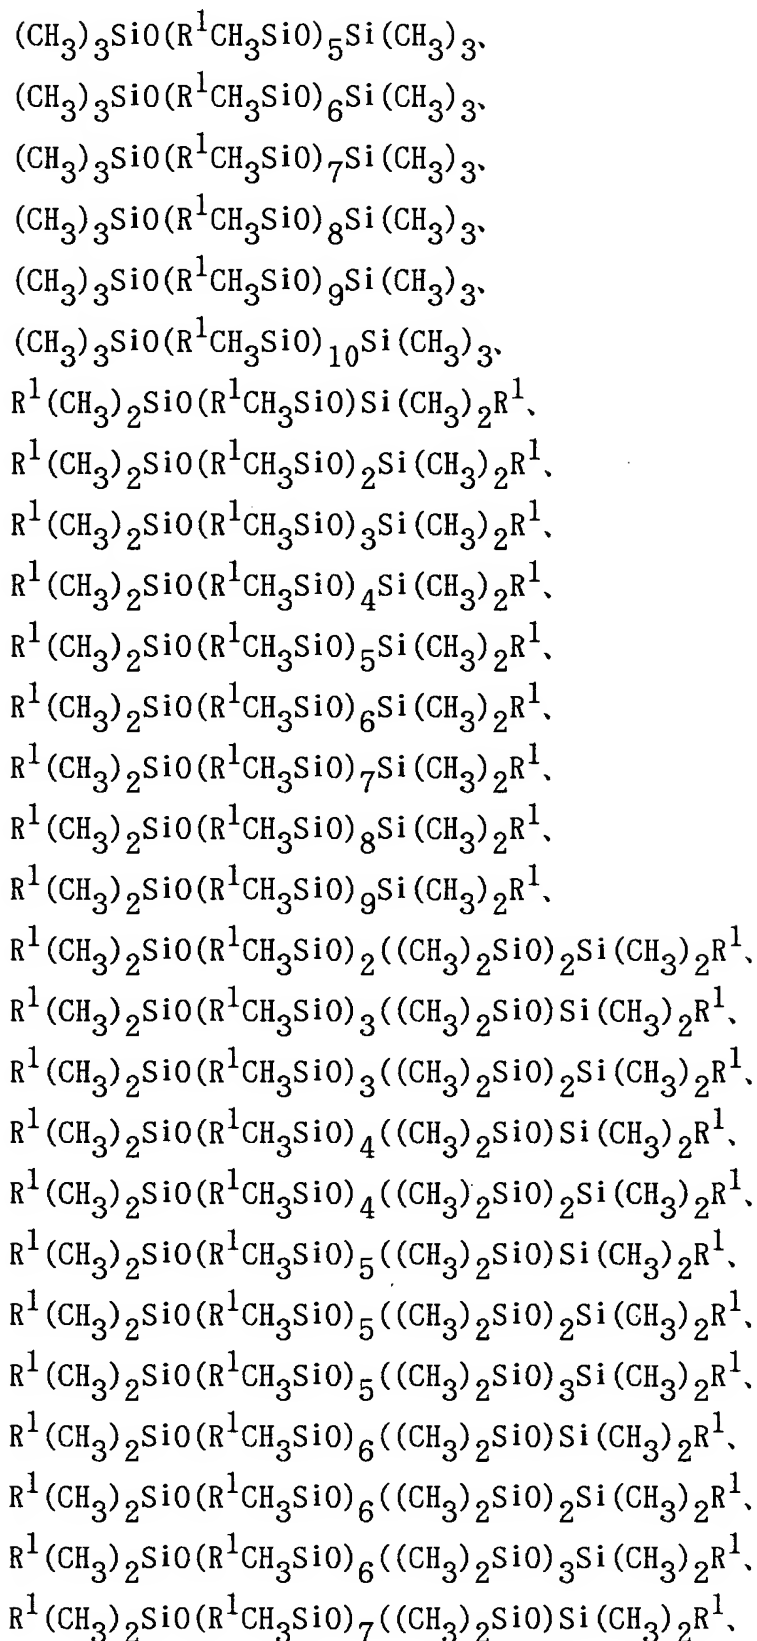 (CH₃)₃SiO(R¹CH₃SiO)₅Si(CH₃)₃、
(CH₃)₃SiO(R¹CH₃SiO)₆Si(CH₃)₃、
(CH₃)₃SiO(R¹CH₃SiO)₇Si(CH₃)₃、
(CH₃)₃SiO(R¹CH₃SiO)₈Si(CH₃)₃、
(CH₃)₃SiO(R¹CH₃SiO)₉Si(CH₃)₃、
(CH₃)₃SiO(R¹CH₃SiO)₁₀Si(CH₃)₃、
R¹(CH₃)₂SiO(R¹CH₃SiO)Si(CH₃)₂R¹、
R¹(CH₃)₂SiO(R¹CH₃SiO)₂Si(CH₃)₂R¹、
R¹(CH₃)₂SiO(R¹CH₃SiO)₃Si(CH₃)₂R¹、
R¹(CH₃)₂SiO(R¹CH₃SiO)₄Si(CH₃)₂R¹、
R¹(CH₃)₂SiO(R¹CH₃SiO)₅Si(CH₃)₂R¹、
R¹(CH₃)₂SiO(R¹CH₃SiO)₆Si(CH₃)₂R¹、
R¹(CH₃)₂SiO(R¹CH₃SiO)₇Si(CH₃)₂R¹、
R¹(CH₃)₂SiO(R¹CH₃SiO)₈Si(CH₃)₂R¹、
R¹(CH₃)₂SiO(R¹CH₃SiO)₉Si(CH₃)₂R¹、
R¹(CH₃)₂SiO(R¹CH₃SiO)₂((CH₃)₂SiO)₂Si(CH₃)₂R¹、
R¹(CH₃)₂SiO(R¹CH₃SiO)₃((CH₃)₂SiO)Si(CH₃)₂R¹、
R¹(CH₃)₂SiO(R¹CH₃SiO)₃((CH₃)₂SiO)₂Si(CH₃)₂R¹、
R¹(CH₃)₂SiO(R¹CH₃SiO)₄((CH₃)₂SiO)Si(CH₃)₂R¹、
R¹(CH₃)₂SiO(R¹CH₃SiO)₄((CH₃)₂SiO)₂Si(CH₃)₂R¹、
R¹(CH₃)₂SiO(R¹CH₃SiO)₅((CH₃)₂SiO)Si(CH₃)₂R¹、
R¹(CH₃)₂SiO(R¹CH₃SiO)₅((CH₃)₂SiO)₂Si(CH₃)₂R¹、
R¹(CH₃)₂SiO(R¹CH₃SiO)₅((CH₃)₂SiO)₃Si(CH₃)₂R¹、
R¹(CH₃)₂SiO(R¹CH₃SiO)₆((CH₃)₂SiO)Si(CH₃)₂R¹、
R¹(CH₃)₂SiO(R¹CH₃SiO)₆((CH₃)₂SiO)₂Si(CH₃)₂R¹、
R¹(CH₃)₂SiO(R¹CH₃SiO)₆((CH₃)₂SiO)₃Si(CH₃)₂R¹、
R¹(CH₃)₂SiO(R¹CH₃SiO)₇((CH₃)₂SiO)Si(CH₃)₂R¹、